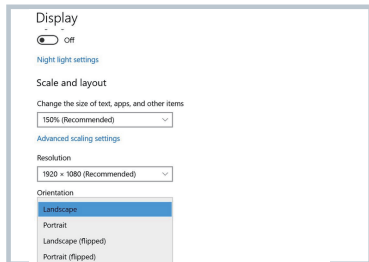 Display
Off
Night light settings
Scale and layout
Change the size of text, apps, and other items
150% (Recommended)
Advanced scaling settings
Resolution
1920 × 1080 (Recommended)
Orientation
Landscape
Portrait
Landscape (flipped)
Portrait (flipped)